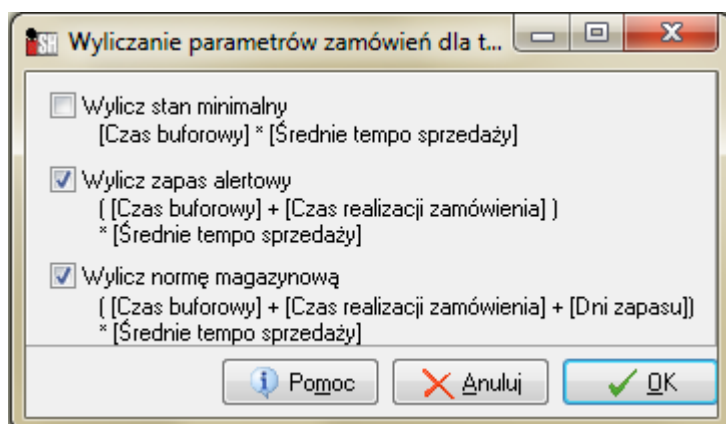 SH Wyliczanie parametrów zamówień dla t...
Wylicz stan minimalny
[Czas buforowy] * [Średnie tempo sprzedaży]
Wylicz zapas alertowy
( [Czas buforowy] + [Czas realizacji zamówienia] )
* [Średnie tempo sprzedaży]
Wylicz normę magazynową
( [Czas buforowy] + [Czas realizacji zamówienia] + [Dni zapasu])
* [Średnie tempo sprzedaży]
Pomoc Anuluj OK